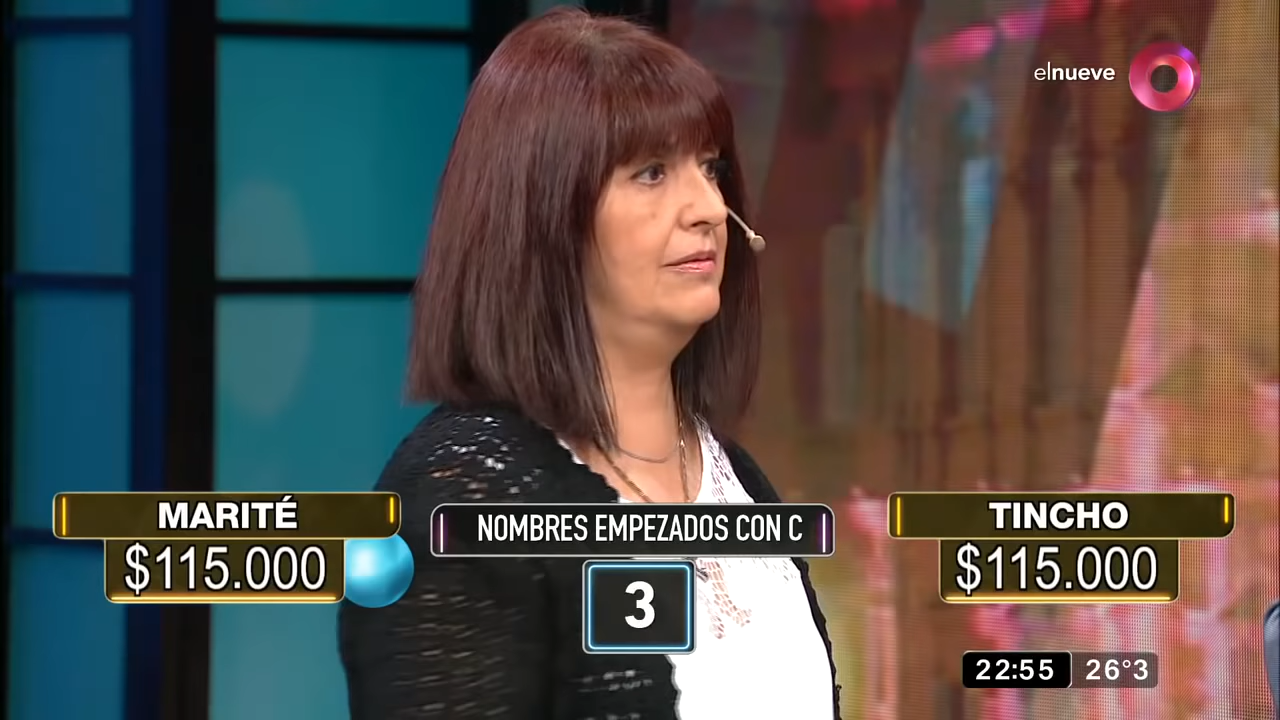 elnueve
MARITÉ
$115.000
NOMBRES EMPEZADOS CON C
3
TINCHO
$115.000
22:55 26°3